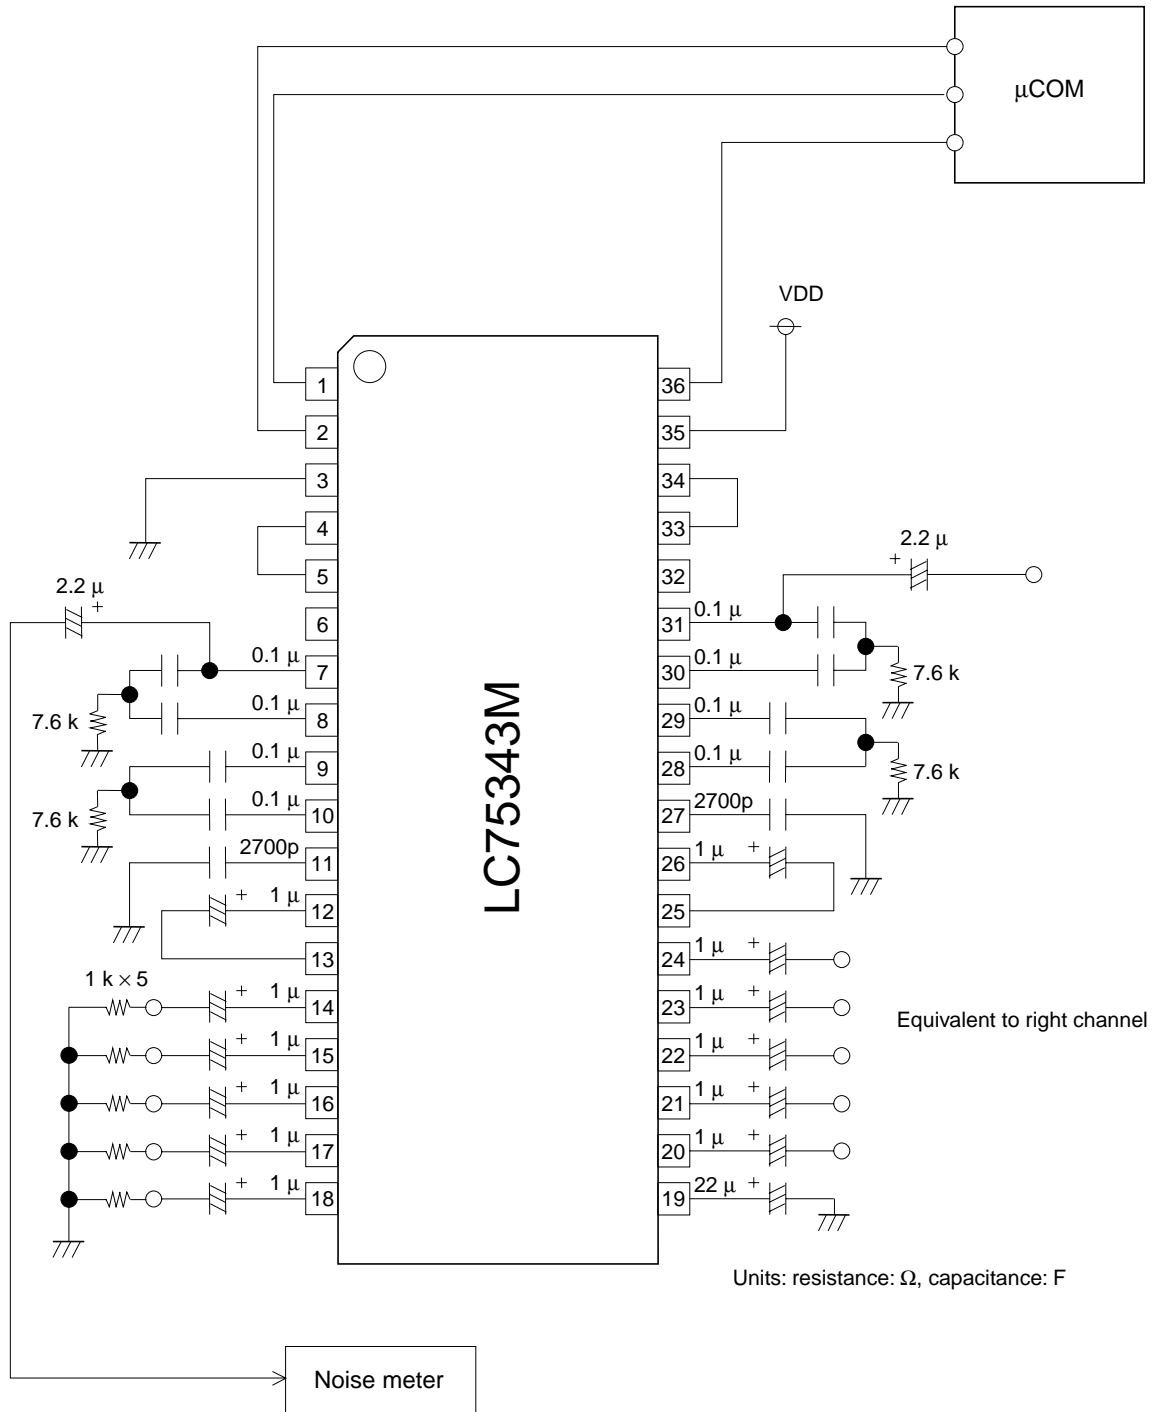 μCOM
VDD
1
36
2
35
3
34
4
33
2.2 μ
+
5
32
2.2 μ
+
6
31
0.1 μ
0.1 μ
7
30
0.1 μ
7.6 k
7.6 k
0.1 μ
8
29
0.1 μ
0.1 μ
9
28
0.1 μ
7.6 k
7.6 k
0.1 μ
10
27
2700p
2700p
11
26
1 μ
+
+
1 μ
12
25
13
24
1 μ
+
1 k × 5
+
1 μ
14
23
1 μ
+
Equivalent to right channel
+
1 μ
15
22
1 μ
+
+
1 μ
16
21
1 μ
+
+
1 μ
17
20
1 μ
+
+
1 μ
18
19
22 μ
+
LC75343M
Units: resistance: Ω, capacitance: F
Noise meter